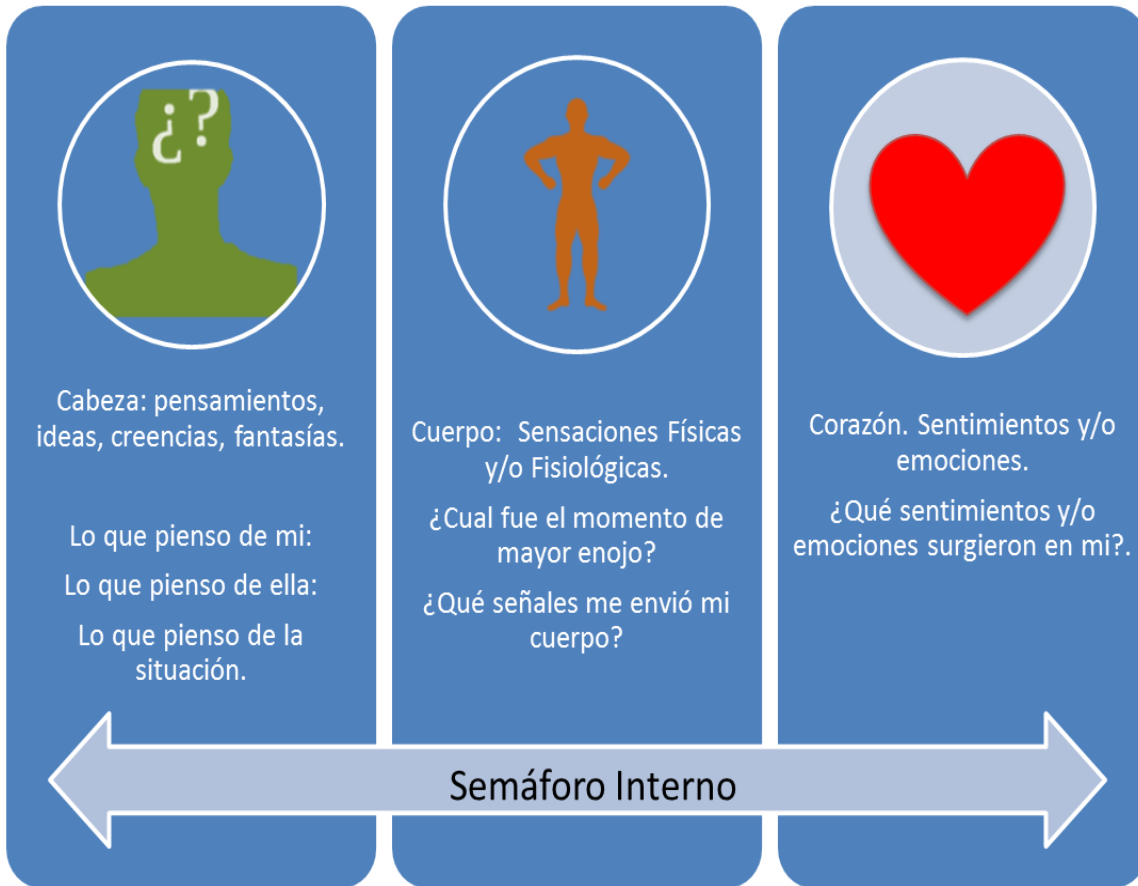 ¿?
Cabeza: pensamientos,
ideas, creencias, fantasías.
Lo que pienso de mi:
Lo que pienso de ella:
Lo que pienso de la
situación.
Cuerpo: Sensaciones Físicas
y/o Fisiológicas.
¿Cual fue el momento de
mayor enojo?
¿Qué señales me envió mi
cuerpo?
Corazón. Sentimientos y/o
emociones.
¿Qué sentimientos y/o
emociones surgieron en mi?.
Semáforo Interno